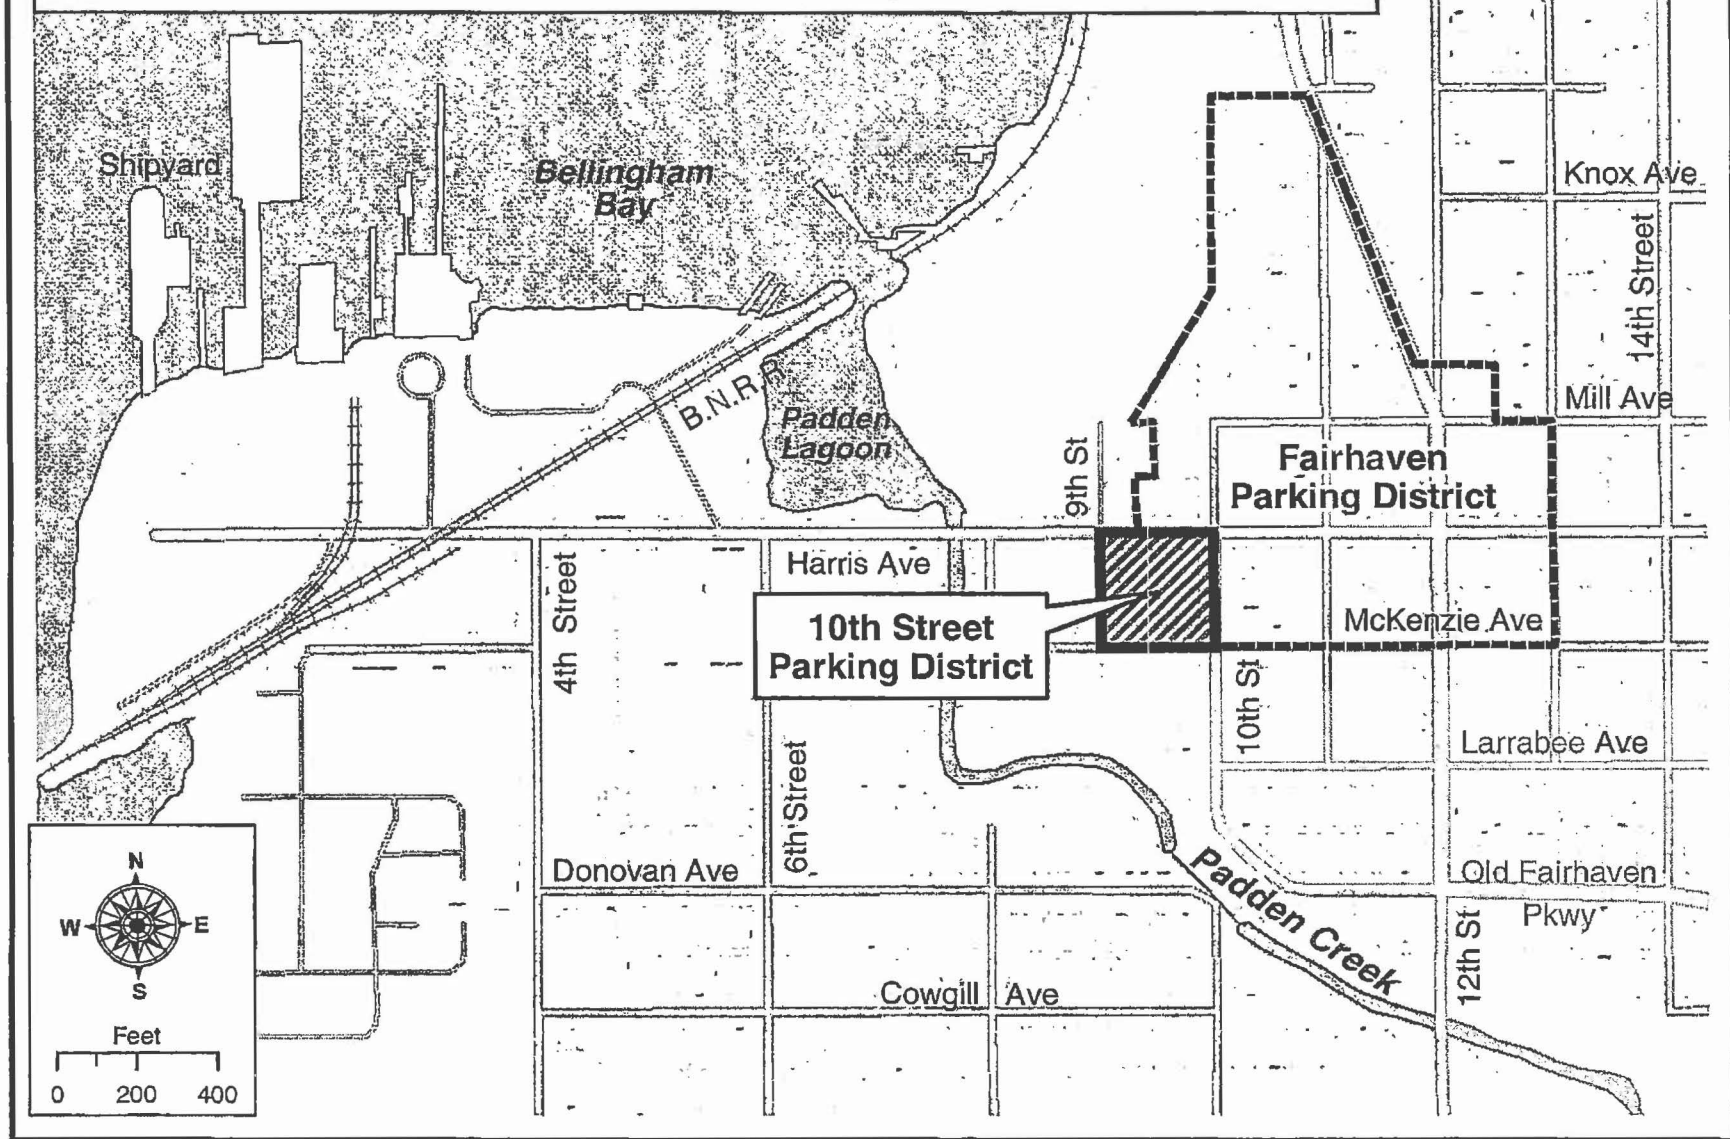 Shipyard
Bellingham
Bay
Knox Ave
14th Street
B.N.R.R
Padden
Lagoon
Mill Ave
9th St
Fairhaven
Parking District
Harris Ave
4th Street
10th Street
Parking District
McKenzie Ave
10th St
Larrabee Ave
6th Street
Donovan Ave
Padden Creek
Old Fairhaven
Pkwy
12th St
Cowgill Ave
N
W
E
S
Feet
0 200 400